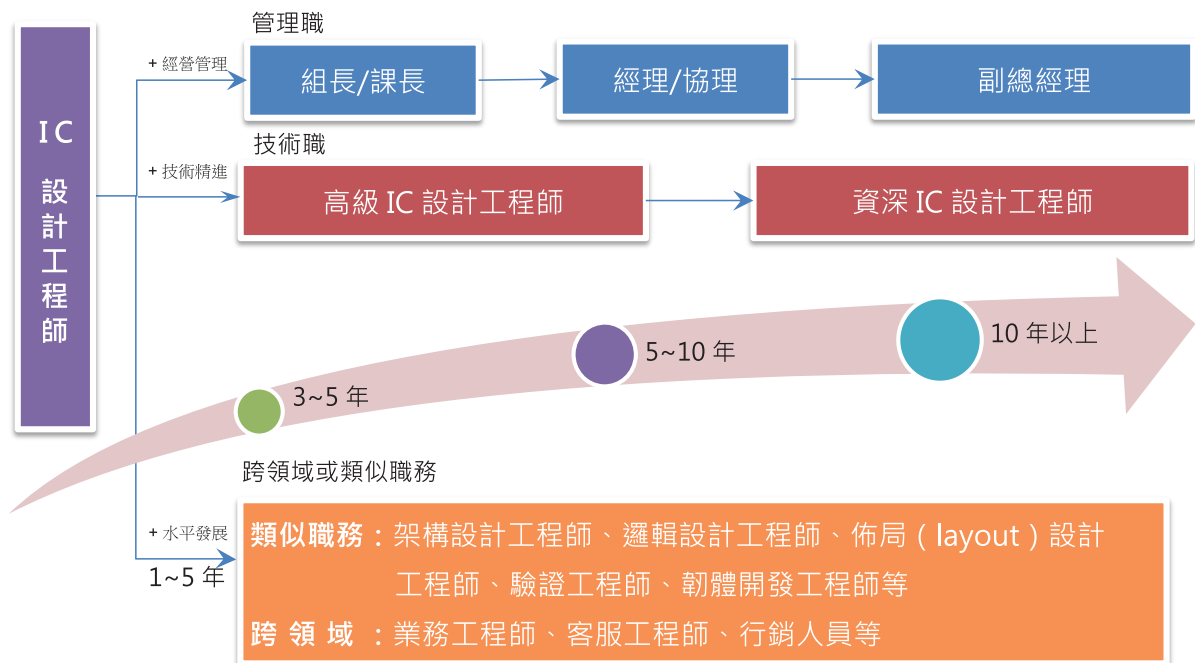 IC
設計工程師
管理職
+ 經營管理
組長/課長
經理/協理
副總經理
技術職
+ 技術精進
高級 IC 設計工程師
資深 IC 設計工程師
3~5 年
5~10 年
10 年以上
跨領域或類似職務
+ 水平發展
1~5 年
類似職務：架構設計工程師、邏輯設計工程師、佈局（layout）設計
工程師、驗證工程師、韌體開發工程師等
跨 領 域 ：業務工程師、客服工程師、行銷人員等